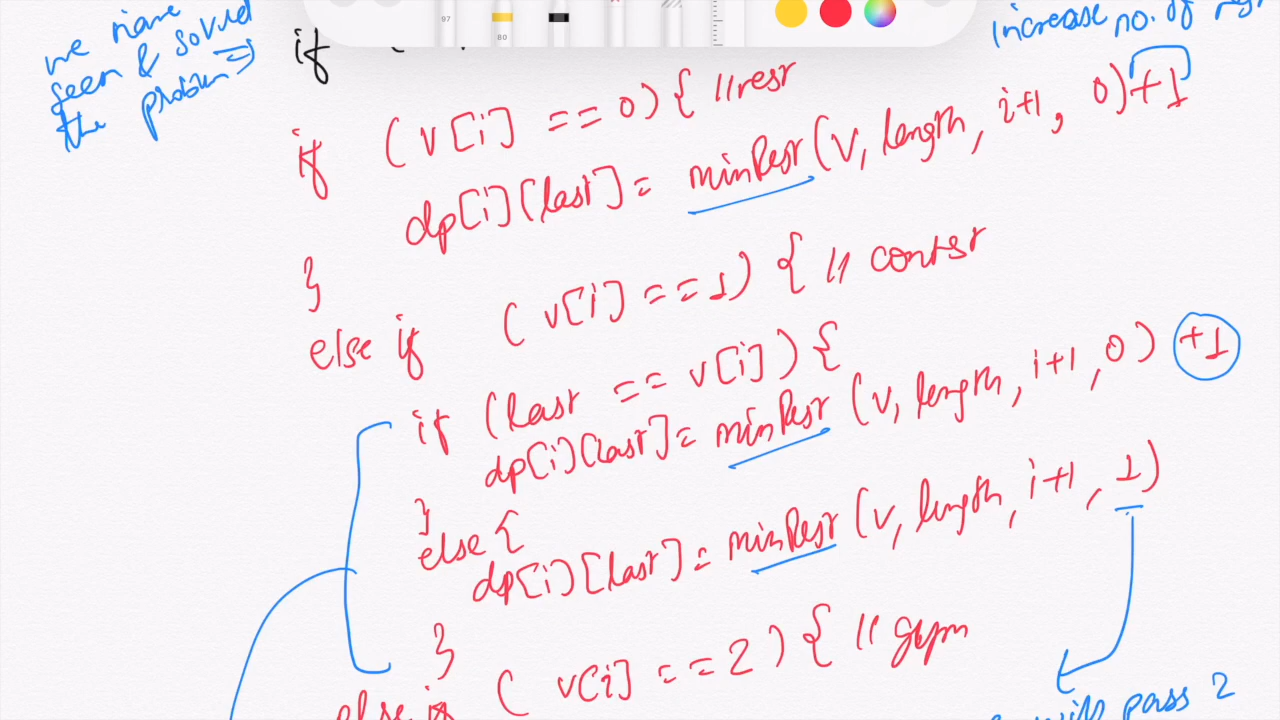 we have
seen & solved
the problem ⇒
increase no. of
97
80
if (
if (v[i] == 0) { //rest
dp[i][last] = minRest(v, length, i+1, 0)+1
}
else if (v[i] == 1) { // contest
if (last == v[i]) {
dp[i][last] = minRest (v, length, i+1, 0) +1
}
else {
dp[i][last] = minRest (v, length, i+1, 1)
}
else if (v[i] == 2) { // gym
will pass 2